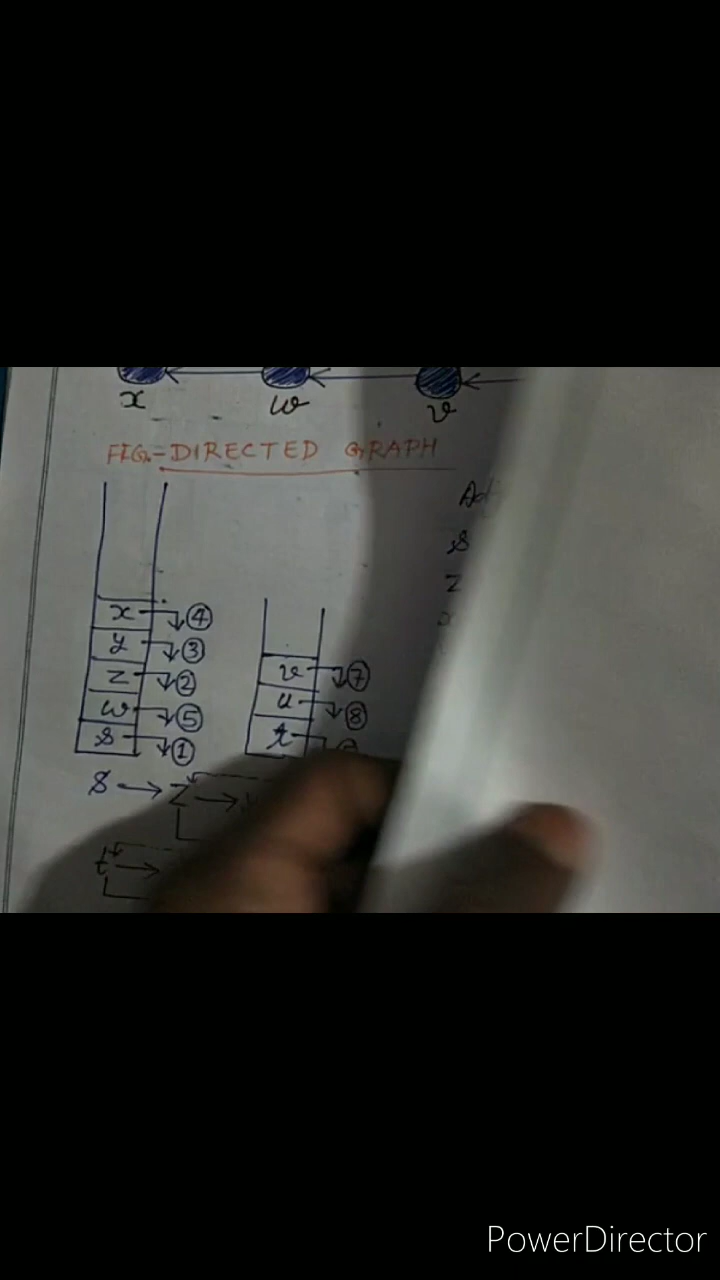 x w v
FIG.-DIRECTED GRAPH
s
z
x ④
y ③
z ②
w ⑤
s ①
v ⑦
u ⑧
t
s → z →
t →
PowerDirector